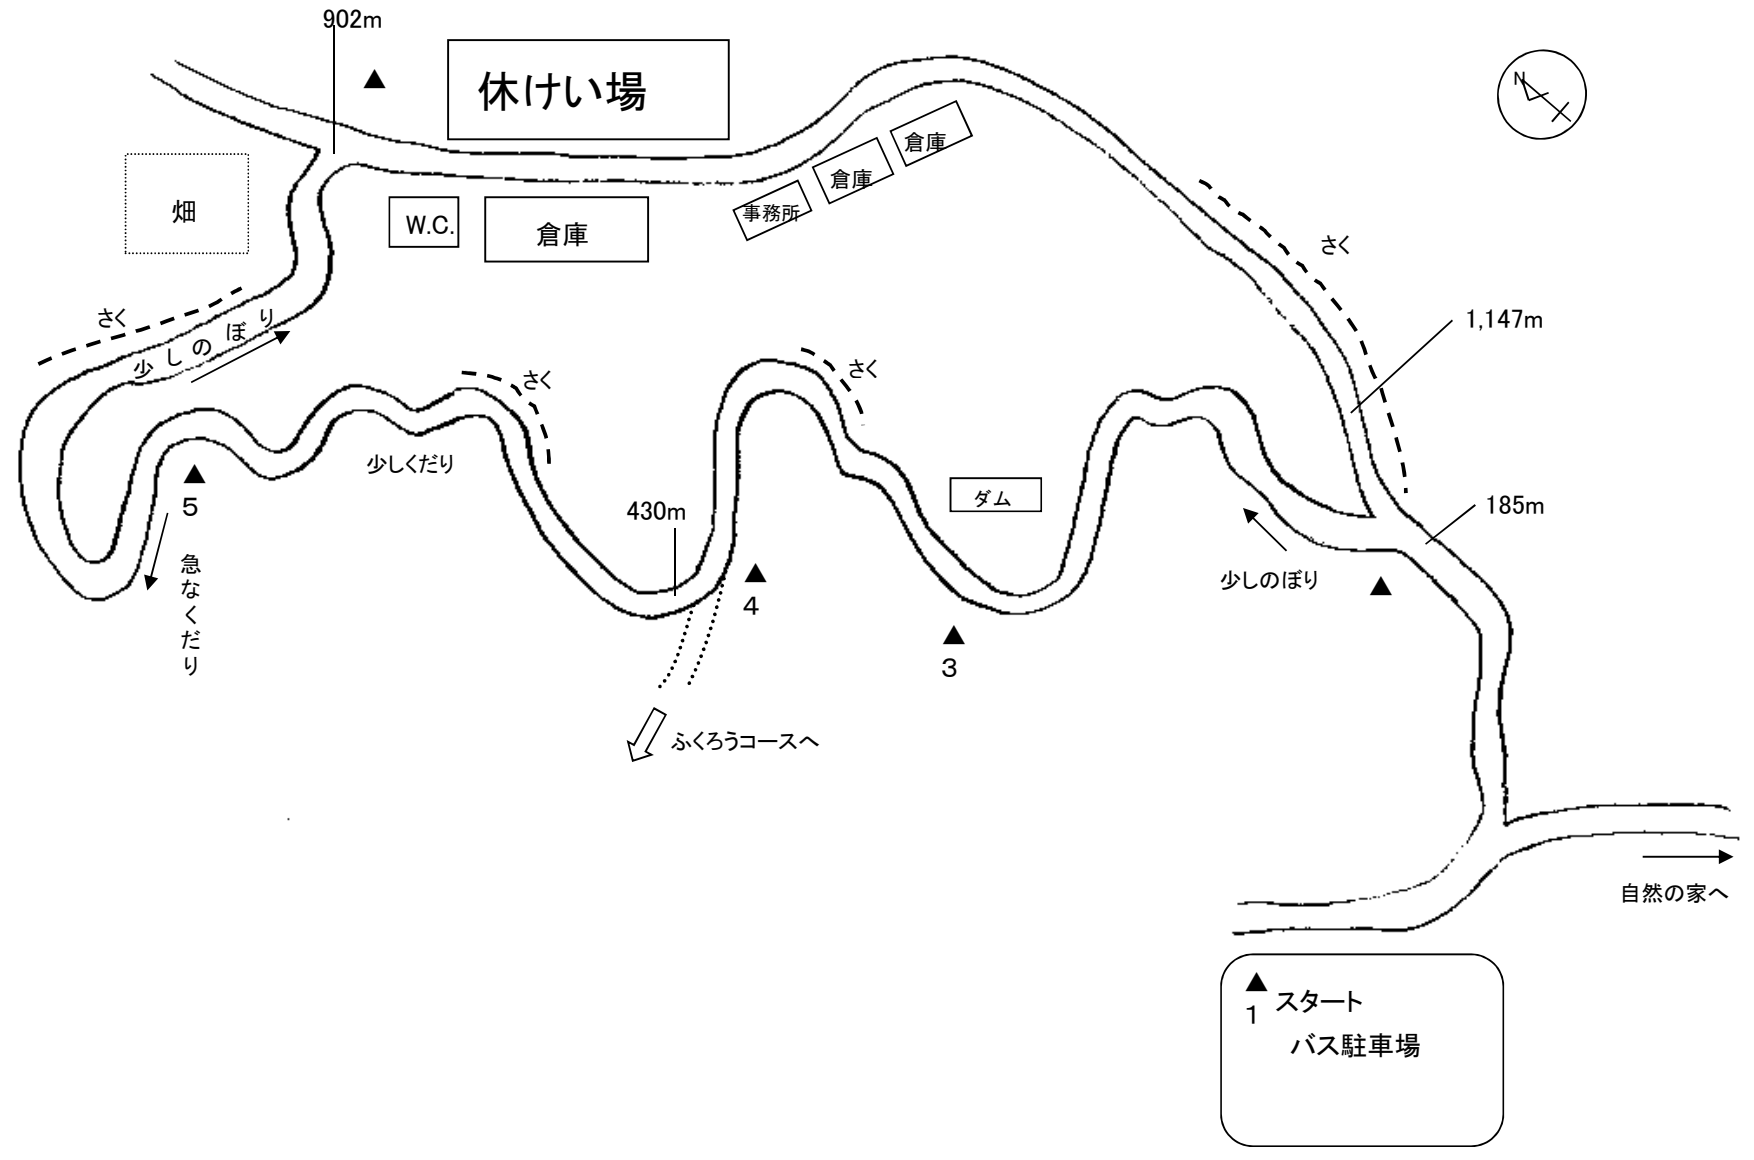 902m
休けい場
N
倉庫
倉庫
事務所
畑
W.C.
倉庫
さく
さく
少しのぼり
1,147m
さく
さく
少しくだり
5
430m
ダム
185m
急なくだり
4
少しのぼり
3
ふくろうコースへ
自然の家へ
1
スタート
バス駐車場